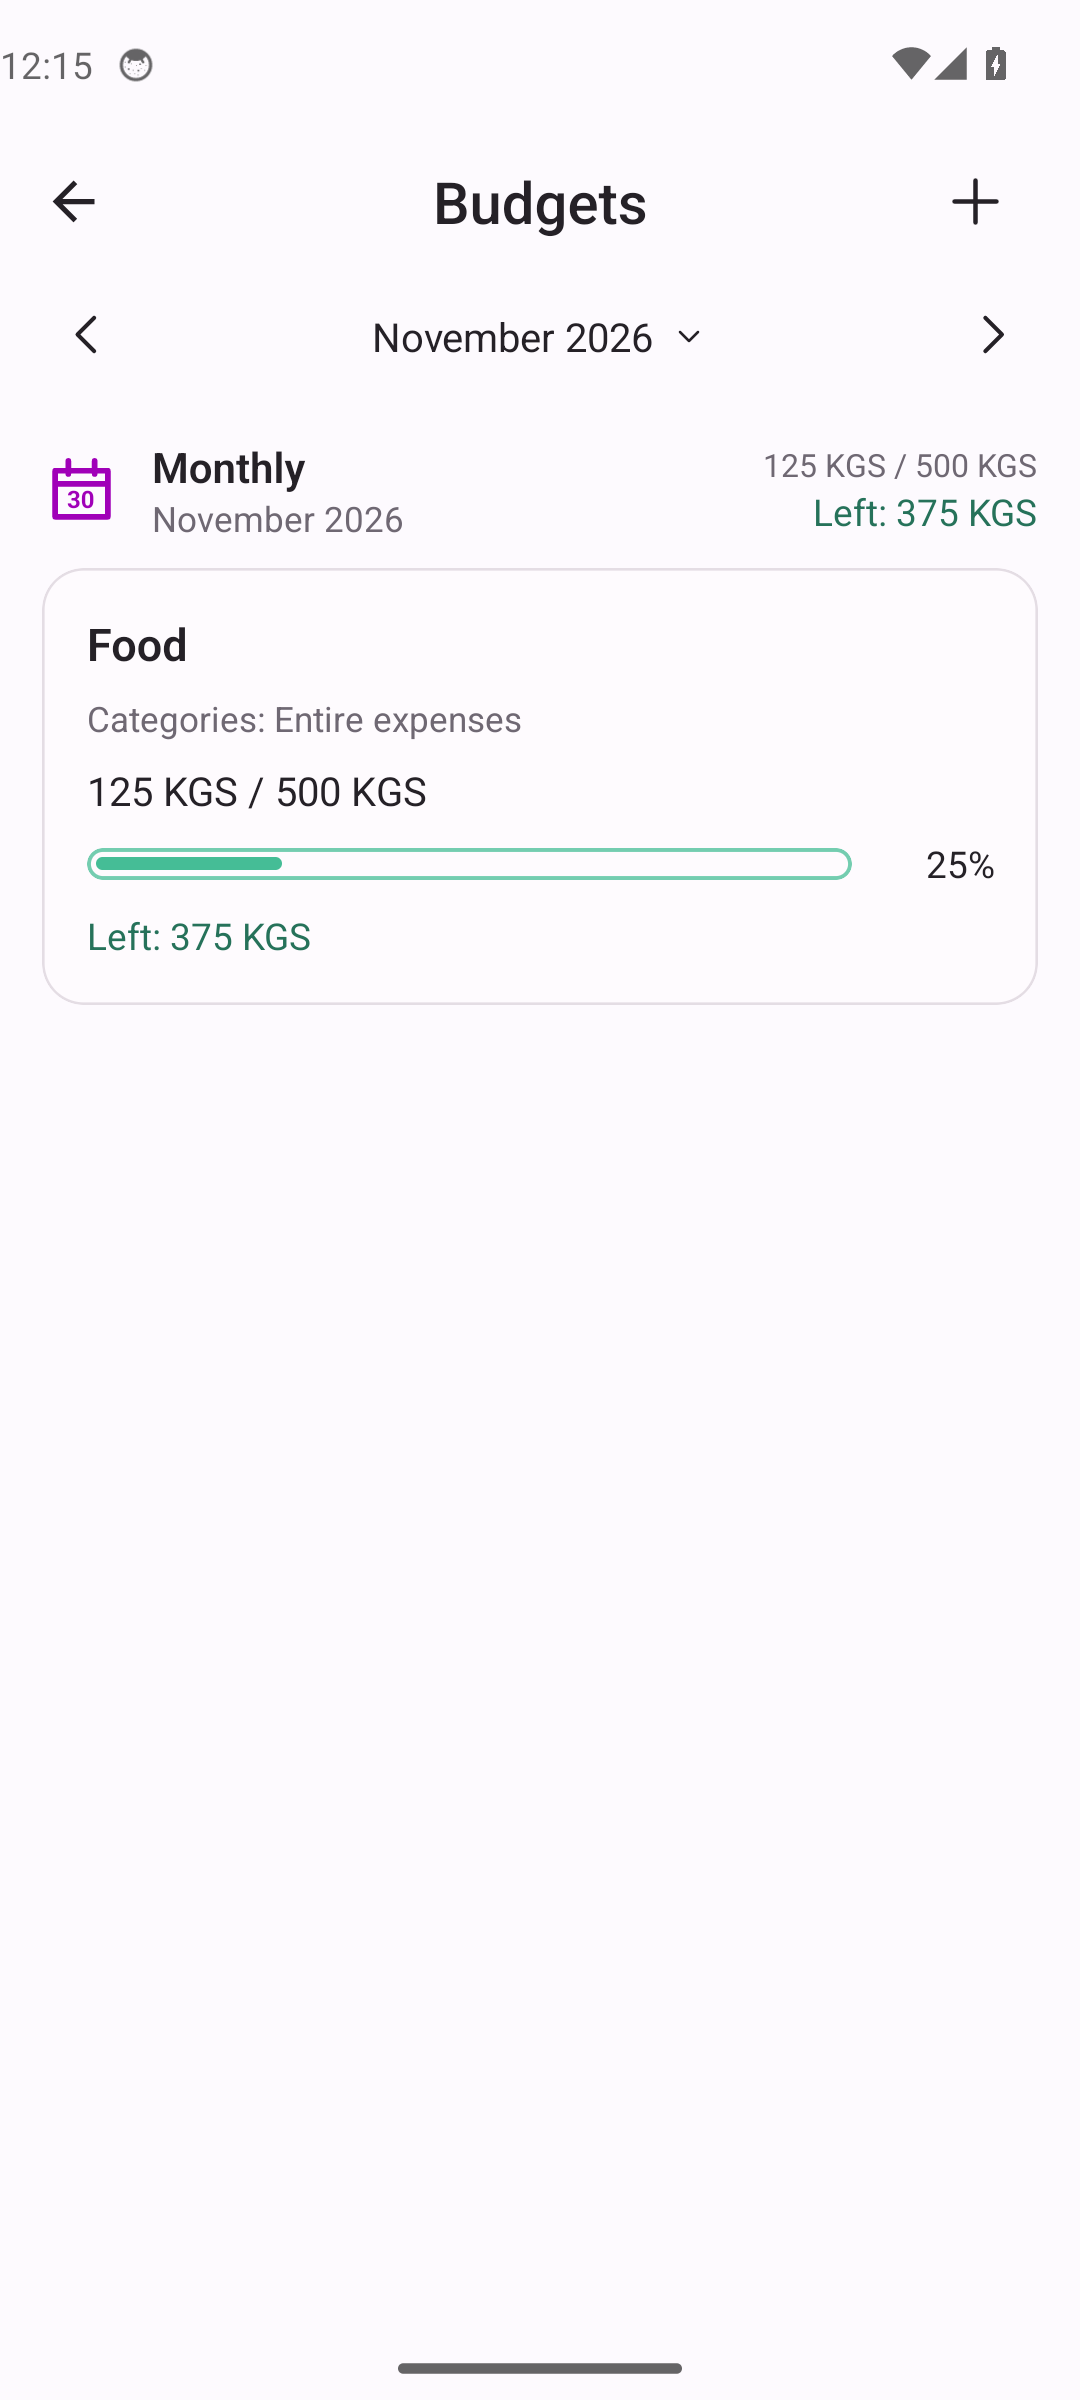 12:15
Budgets
November 2026
30
Monthly
November 2026
125 KGS / 500 KGS
Left: 375 KGS
Food
Categories: Entire expenses
125 KGS / 500 KGS
25%
Left: 375 KGS